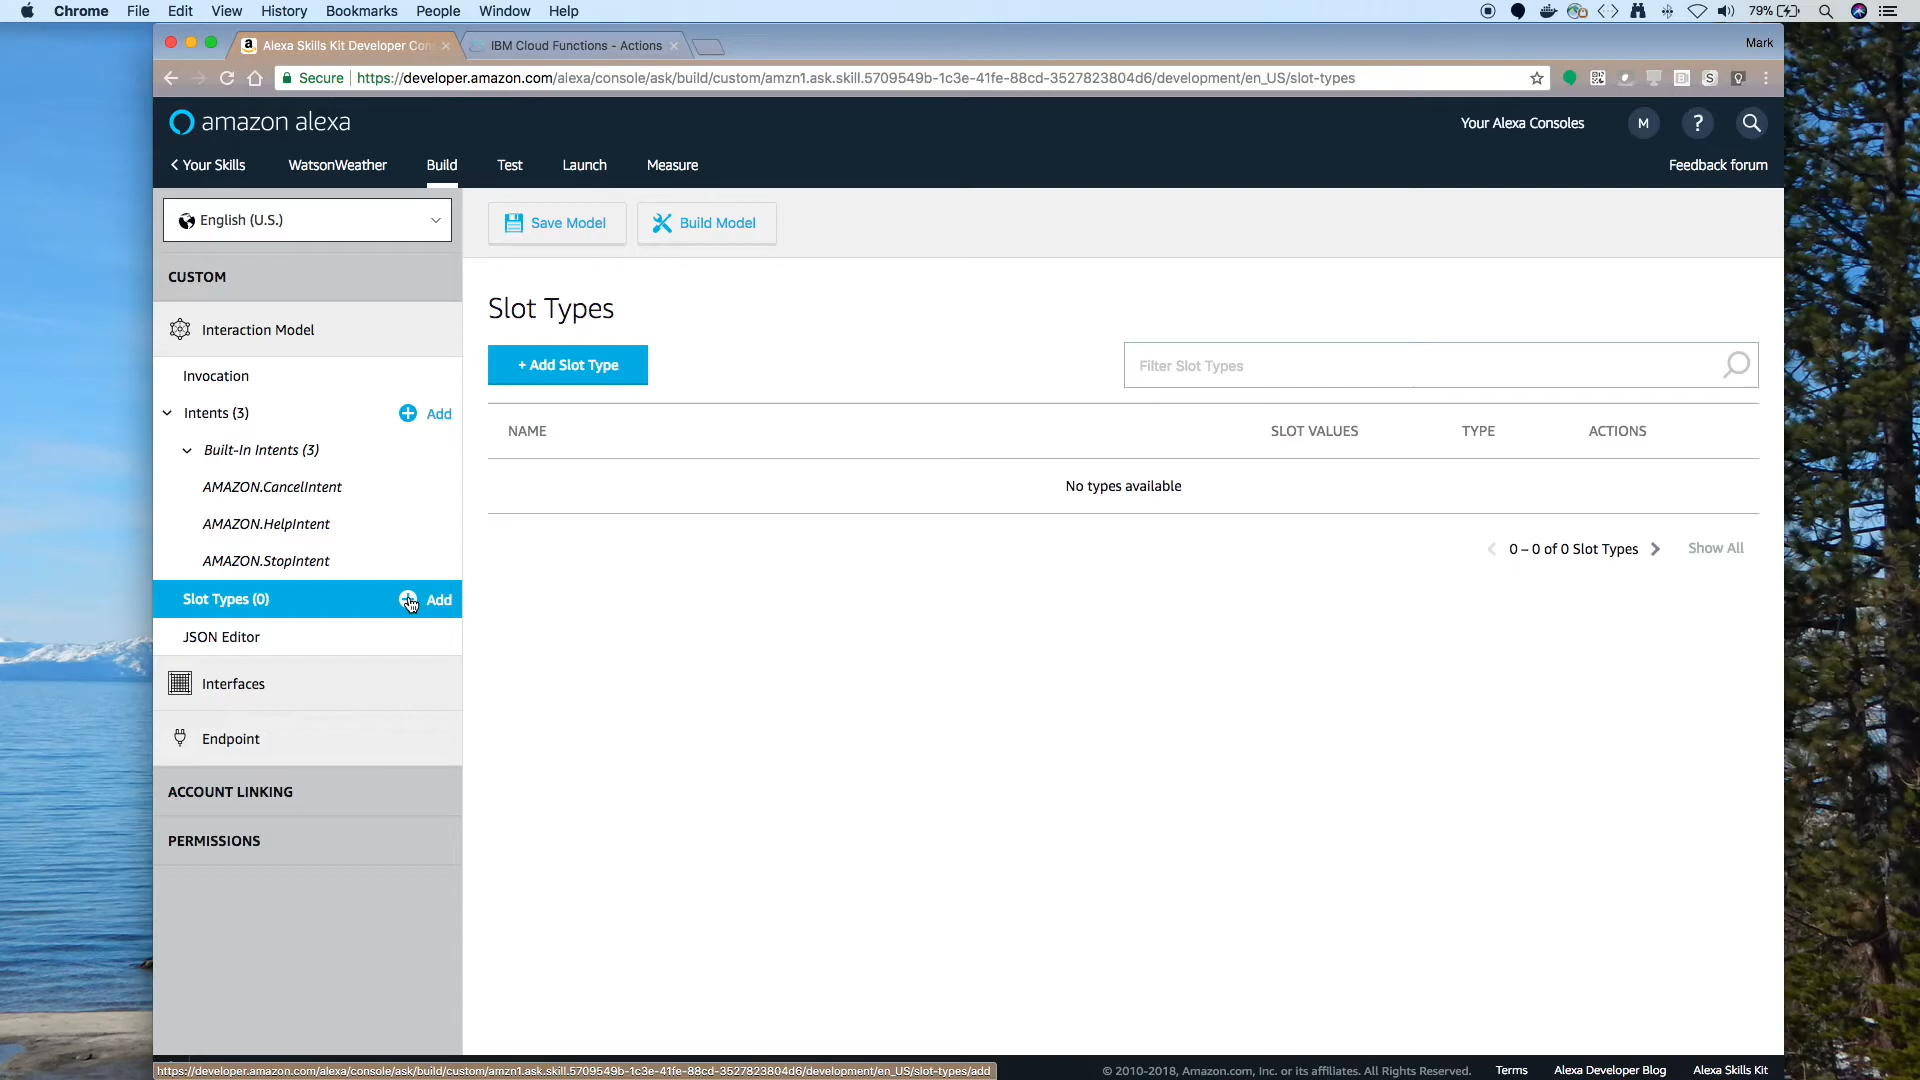 Chrome File Edit View History Bookmarks People Window Help 79%
Alexa Skills Kit Developer Con IBM Cloud Functions - Actions Mark
Secure https://developer.amazon.com/alexa/console/ask/build/custom/amzn1.ask.skill.5709549b-1c3e-41fe-88cd-3527823804d6/development/en_US/slot-types
amazon alexa Your Alexa Consoles M ?
Your Skills WatsonWeather Build Test Launch Measure Feedback forum
English (U.S.) Save Model Build Model
CUSTOM
Slot Types
Interaction Model
+ Add Slot Type Filter Slot Types
Invocation
Intents (3) Add
NAME SLOT VALUES TYPE ACTIONS
Built-In Intents (3)
AMAZON.CancelIntent No types available
AMAZON.HelpIntent
AMAZON.StopIntent 0 – 0 of 0 Slot Types Show All
Slot Types (0) Add
JSON Editor
Interfaces
Endpoint
ACCOUNT LINKING
PERMISSIONS
https://developer.amazon.com/alexa/console/ask/build/custom/amzn1.ask.skill.5709549b-1c3e-41fe-88cd-3527823804d6/development/en_US/slot-types/add © 2010-2018, Amazon.com, Inc. or its affiliates. All Rights Reserved. Terms Alexa Developer Blog Alexa Skills Kit